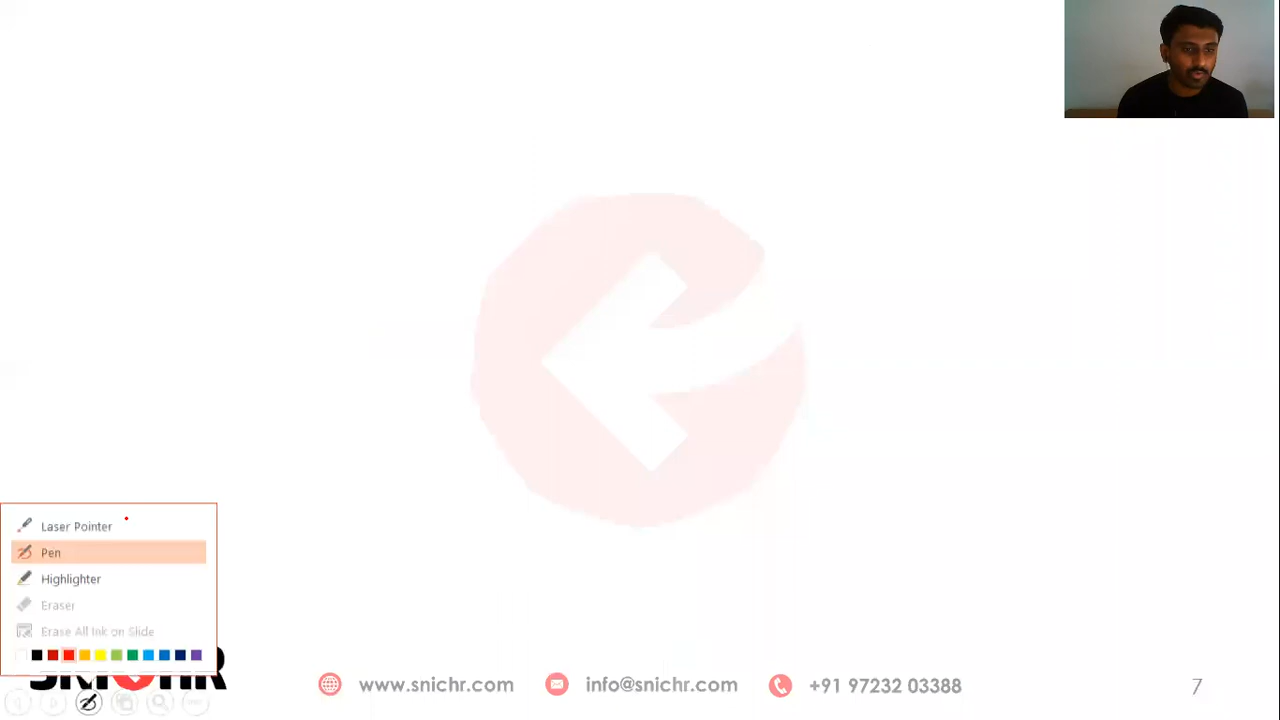 Laser Pointer
Pen
Highlighter
Eraser
Erase All Ink on Slide
SNICHR
www.snichr.com
info@snichr.com
+91 97232 03388
7